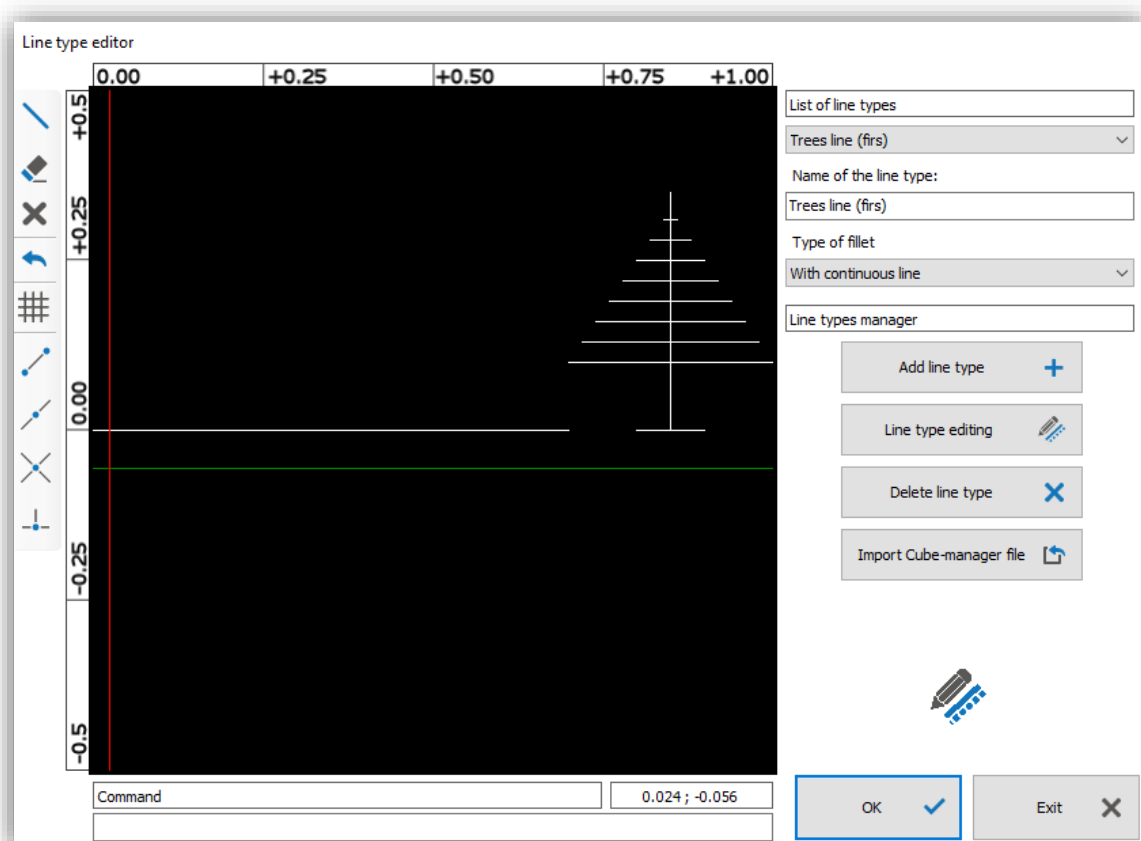 Line type editor
0.00 +0.25 +0.50 +0.75 +1.00
+0.5
+0.25
0.00
-0.25
-0.5
List of line types
Trees line (firs)
Name of the line type:
Trees line (firs)
Type of fillet
With continuous line
Line types manager
Add line type
Line type editing
Delete line type
Import Cube-manager file
Command
0.024 ; -0.056
OK
Exit